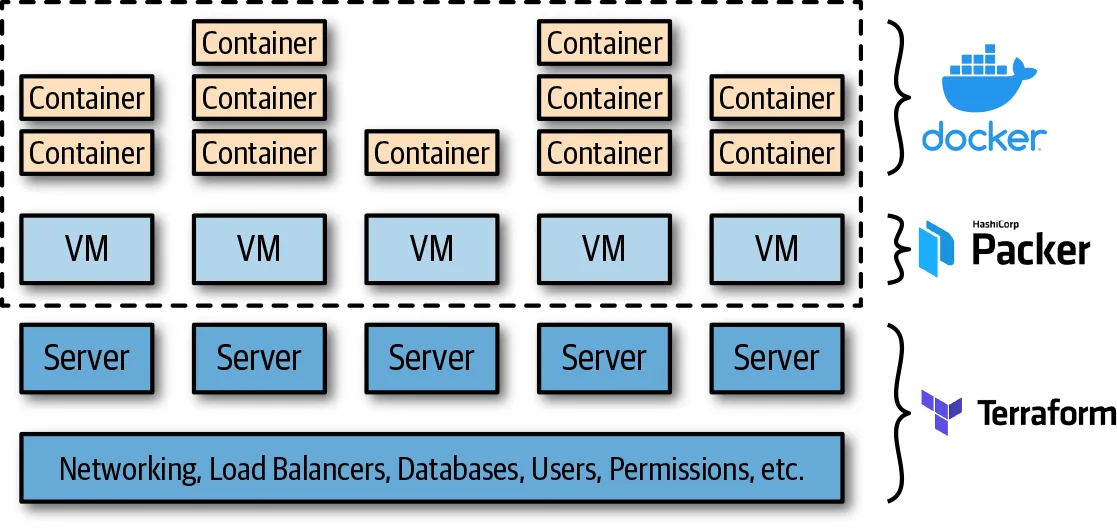 Container Container
Container Container Container Container
Container Container Container Container Container
docker
VM VM VM VM VM
HashiCorp
Packer
Server Server Server Server Server
Terraform
Networking, Load Balancers, Databases, Users, Permissions, etc.